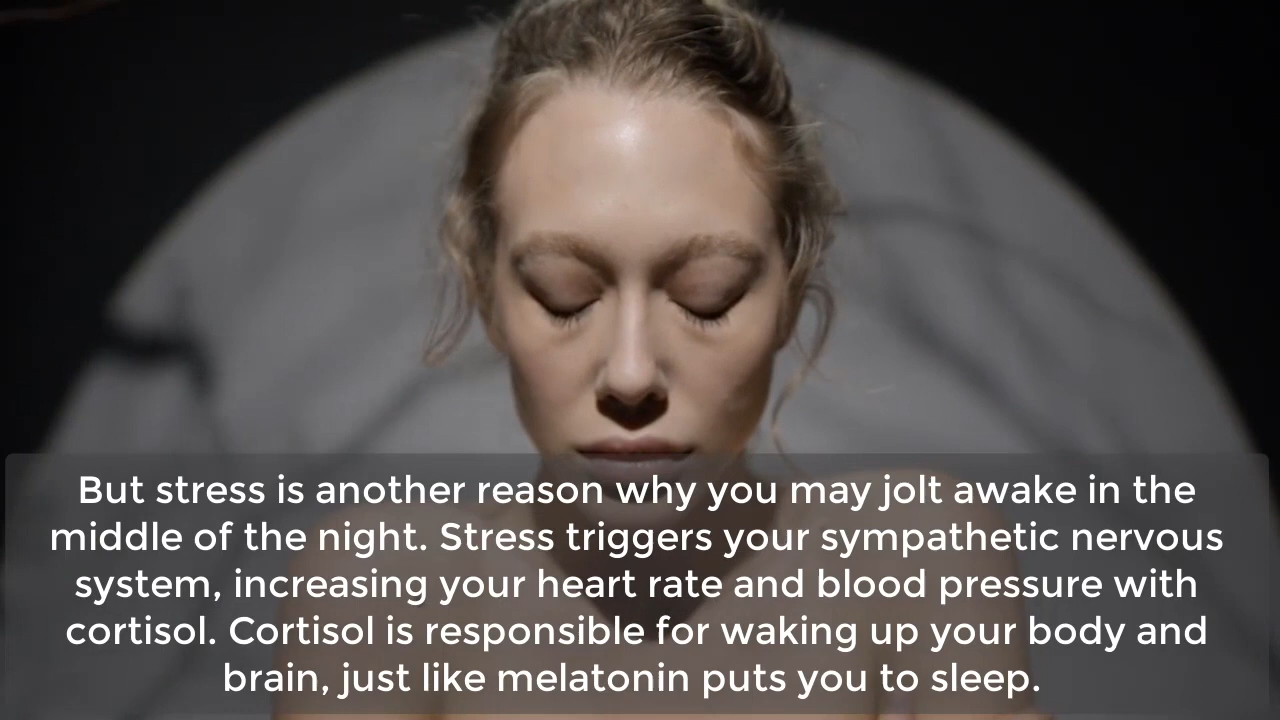 But stress is another reason why you may jolt awake in the
middle of the night. Stress triggers your sympathetic nervous
system, increasing your heart rate and blood pressure with
cortisol. Cortisol is responsible for waking up your body and
brain, just like melatonin puts you to sleep.